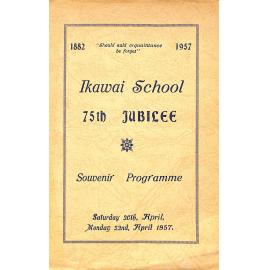 1882 1957
"Should auld acquaintance
be forgot"
Ikawai School
75th JUBILEE
Souvenir Programme
Saturday 20th, April,
Monday 22nd, April 1957.